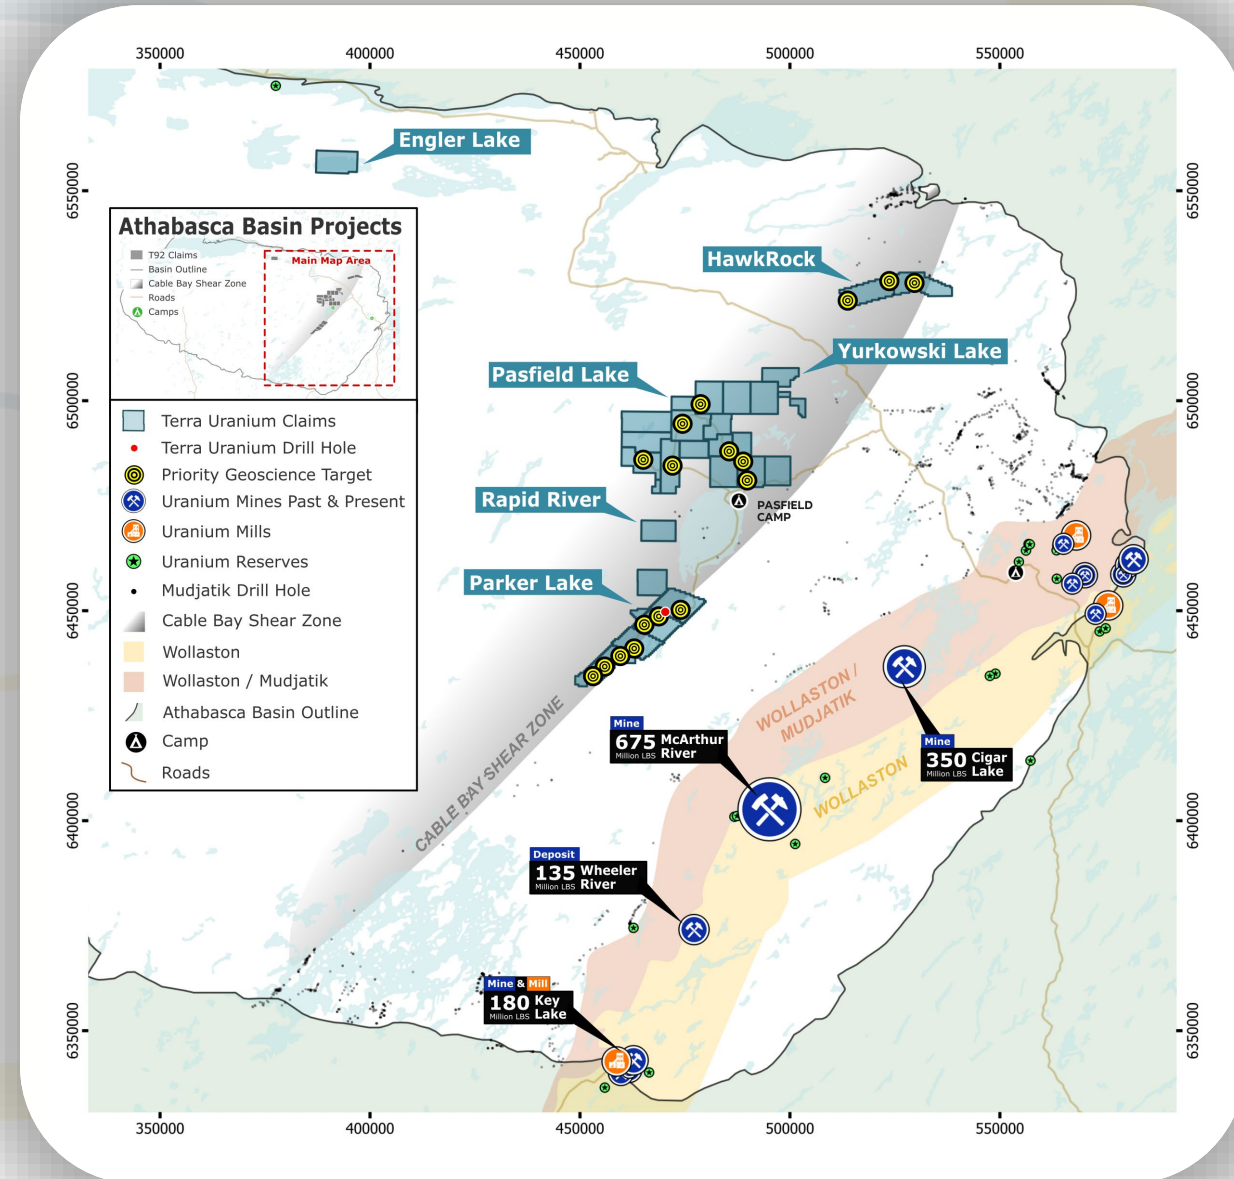 350000
400000
450000
500000
550000
6550000
6500000
6450000
6400000
6350000
6550000
6500000
6450000
6400000
6350000
Engler Lake
Athabasca Basin Projects
T92 Claims
Basin Outline
Cable Bay Shear Zone
Roads
Camps
Main Map Area
Terra Uranium Claims
Terra Uranium Drill Hole
Priority Geoscience Target
Uranium Mines Past & Present
Uranium Mills
Uranium Reserves
Mudjatik Drill Hole
Cable Bay Shear Zone
Wollaston
Wollaston / Mudjatik
Athabasca Basin Outline
Camp
Roads
HawkRock
Yurkowski Lake
Pasfield Lake
Rapid River
PASFIELD
CAMP
Parker Lake
CABLE BAY SHEAR ZONE
WOLLASTON /
MUDJATIK
WOLLASTON
Mine
675 McArthur
Million LBS River
Mine
350 Cigar
Million LBS Lake
Deposit
135 Wheeler
Million LBS River
Mine & Mill
180 Key
Million LBS Lake
350000
400000
450000
500000
550000